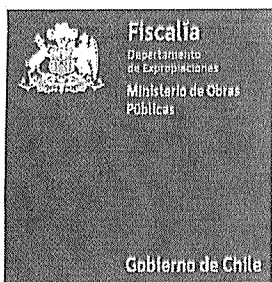 Fiscalía
Departamento
de Expropiaciones
Ministerio de Obras
Públicas
Gobierno de Chile